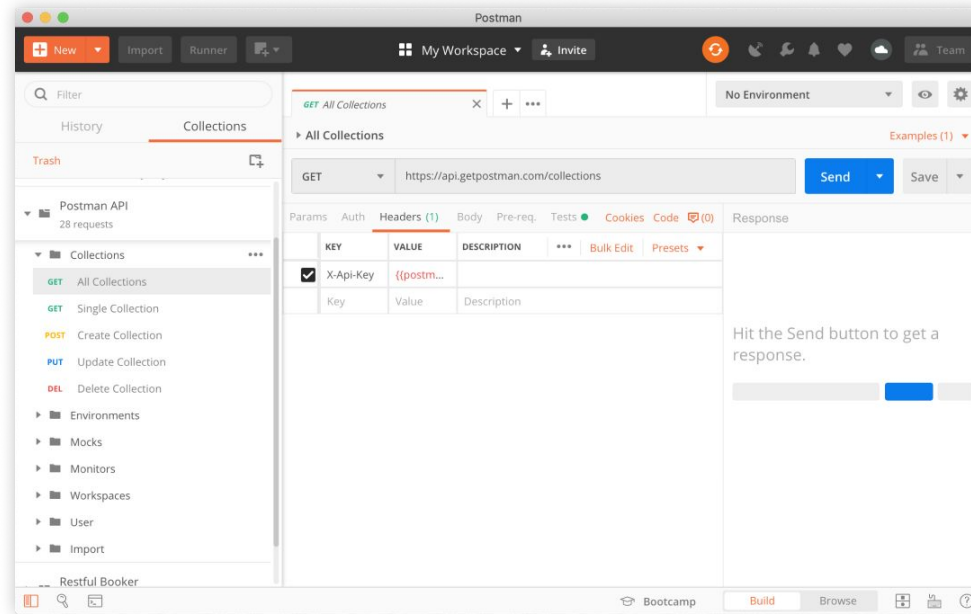 Postman
New
Import
Runner
My Workspace
Invite
Team
Filter
History
Collections
Trash
Postman API
28 requests
Collections
GET All Collections
GET Single Collection
POST Create Collection
PUT Update Collection
DEL Delete Collection
Environments
Mocks
Monitors
Workspaces
User
Import
Restful Booker
GET All Collections
No Environment
All Collections
Examples (1)
GET https://api.getpostman.com/collections
Send
Save
Params Auth Headers (1) Body Pre-req. Tests Cookies Code (0)
KEY VALUE DESCRIPTION ••• Bulk Edit Presets
X-Api-Key {{postm...
Key Value Description
Response
Hit the Send button to get a
response.
Bootcamp
Build
Browse